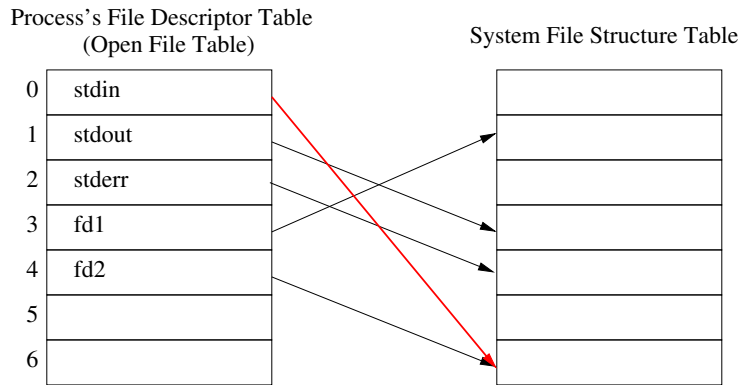 Process's File Descriptor Table
(Open File Table)
System File Structure Table
0 stdin
1 stdout
2 stderr
3 fd1
4 fd2
5
6